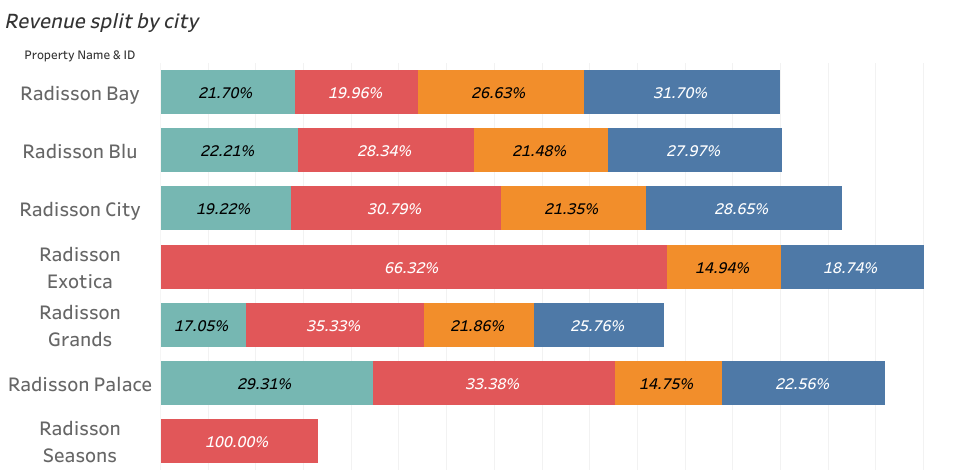 Revenue split by city
Property Name & ID
Radisson Bay
21.70% 19.96% 26.63% 31.70%
Radisson Blu
22.21% 28.34% 21.48% 27.97%
Radisson City
19.22% 30.79% 21.35% 28.65%
Radisson
Exotica
66.32% 14.94% 18.74%
Radisson
Grands
17.05% 35.33% 21.86% 25.76%
Radisson Palace
29.31% 33.38% 14.75% 22.56%
Radisson
Seasons
100.00%